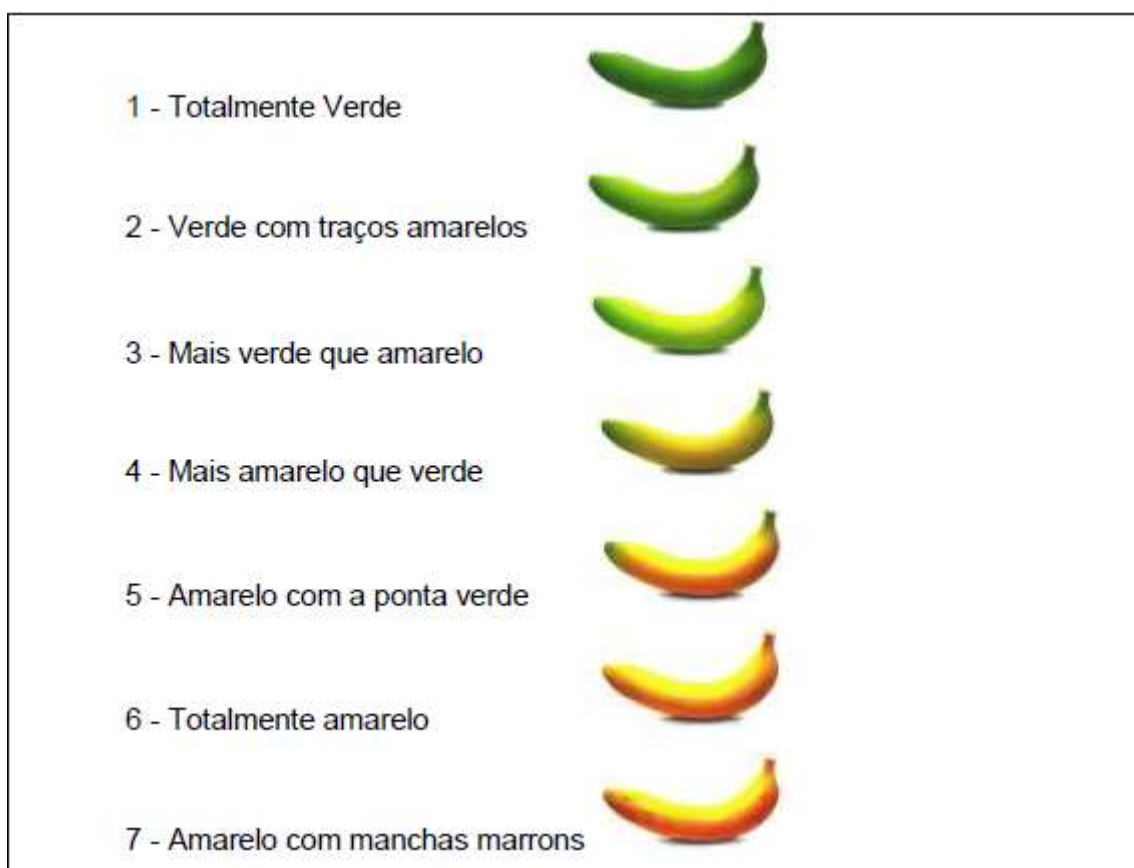 1 - Totalmente Verde
2 - Verde com traços amarelos
3 - Mais verde que amarelo
4 - Mais amarelo que verde
5 - Amarelo com a ponta verde
6 - Totalmente amarelo
7 - Amarelo com manchas marrons